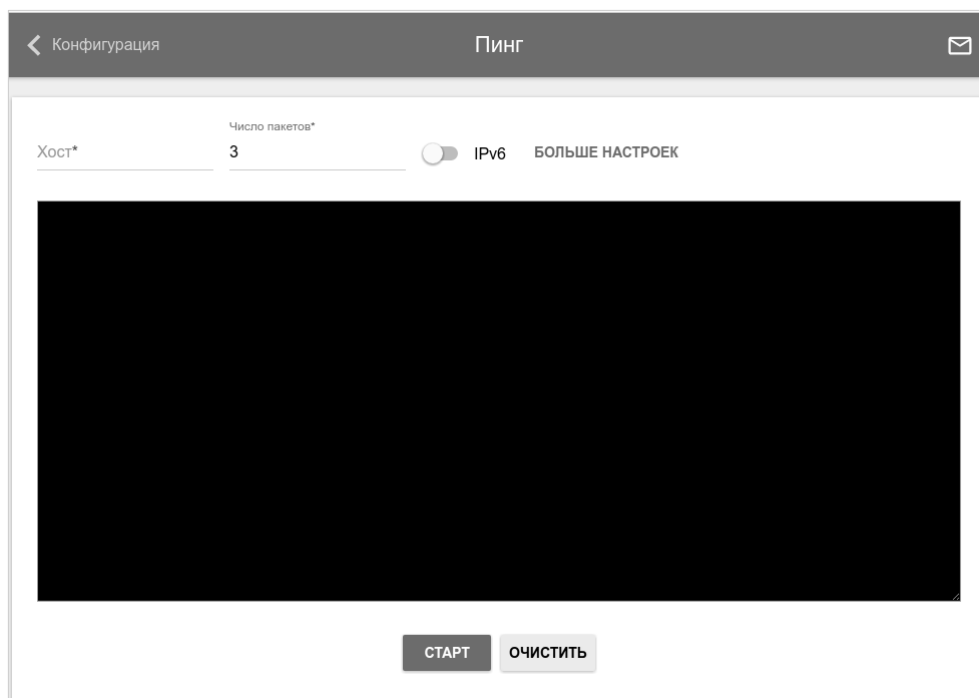 Конфигурация
Пинг
Число пакетов*
Хост*
3
IPv6
БОЛЬШЕ НАСТРОЕК
СТАРТ
ОЧИСТИТЬ